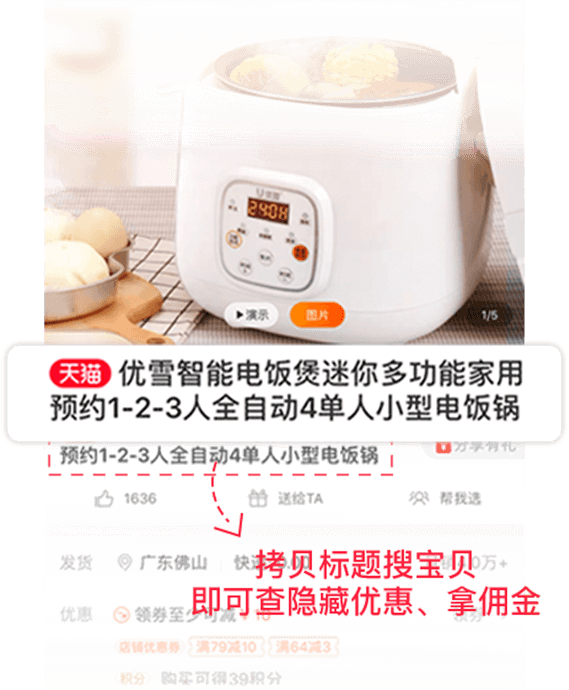 24:0H
演示
图片
1/5
天猫 优雪智能电饭煲迷你多功能家用
预约1-2-3人全自动4单人小型电饭锅
分享有礼
预约1-2-3人全自动4单人小型电饭锅
1636 送给TA 帮我选
发货 广东佛山 快递
拷贝标题搜宝贝
即可查隐藏优惠、拿佣金
优惠 领券至少可减
店铺优惠券 满79减10 满64减3
积分 购买可得39积分